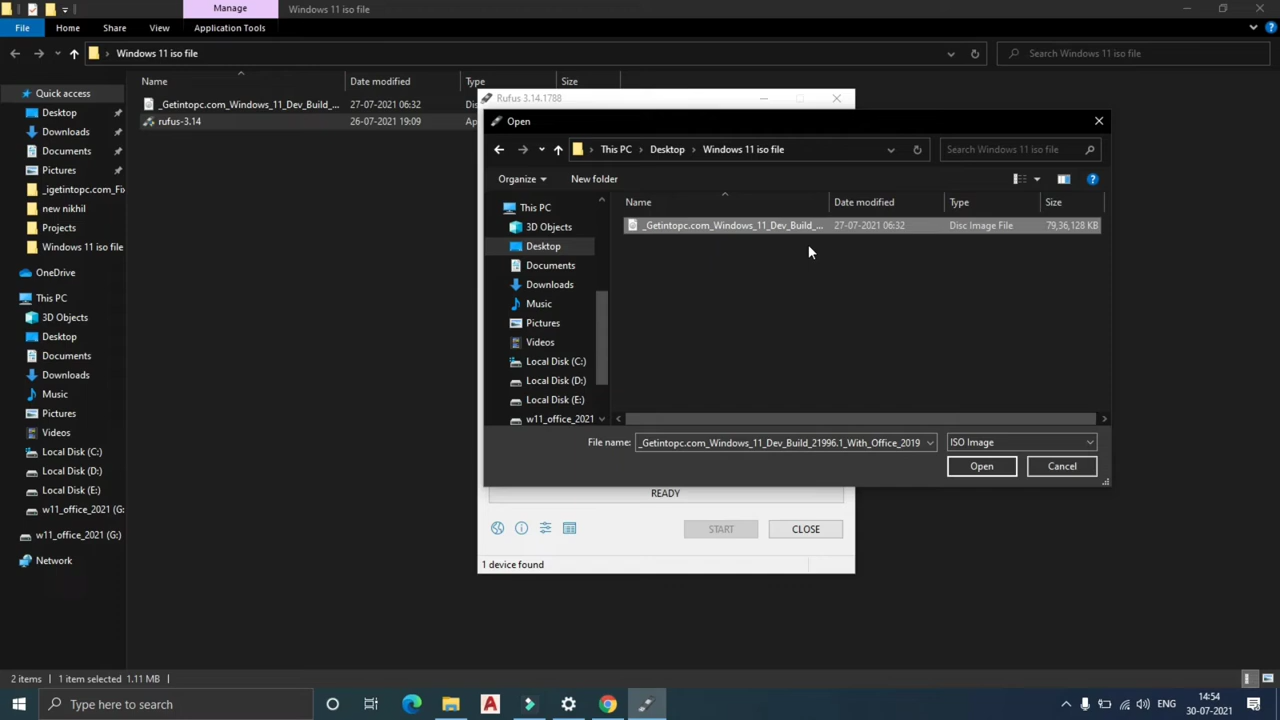 Manage
Windows 11 iso file
File
Home
Share
View
Application Tools
Windows 11 iso file
Search Windows 11 iso file
Quick access
Desktop
Downloads
Documents
Pictures
_igetintopc.com_Fix
new nikhil
Projects
Windows 11 iso file
OneDrive
This PC
3D Objects
Desktop
Documents
Downloads
Music
Pictures
Videos
Local Disk (C:)
Local Disk (D:)
Local Disk (E:)
w11_office_2021 (G:
w11_office_2021 (G:)
Network
Name
Date modified
Type
Size
_Getintopc.com_Windows_11_Dev_Build_...
27-07-2021 06:32
Di
rufus-3.14
26-07-2021 19:09
Ap
Rufus 3.14.1788
Open
This PC
Desktop
Windows 11 iso file
Search Windows 11 iso file
Organize
New folder
This PC
3D Objects
Desktop
Documents
Downloads
Music
Pictures
Videos
Local Disk (C:)
Local Disk (D:)
Local Disk (E:)
w11_office_2021
Name
Date modified
Type
Size
_Getintopc.com_Windows_11_Dev_Build_...
27-07-2021 06:32
Disc Image File
79,36,128 KB
File name:
_Getintopc.com_Windows_11_Dev_Build_21996.1_With_Office_2019
ISO Image
Open
Cancel
READY
START
CLOSE
1 device found
2 items
1 item selected 1.11 MB
Type here to search
ENG
14:54
30-07-2021